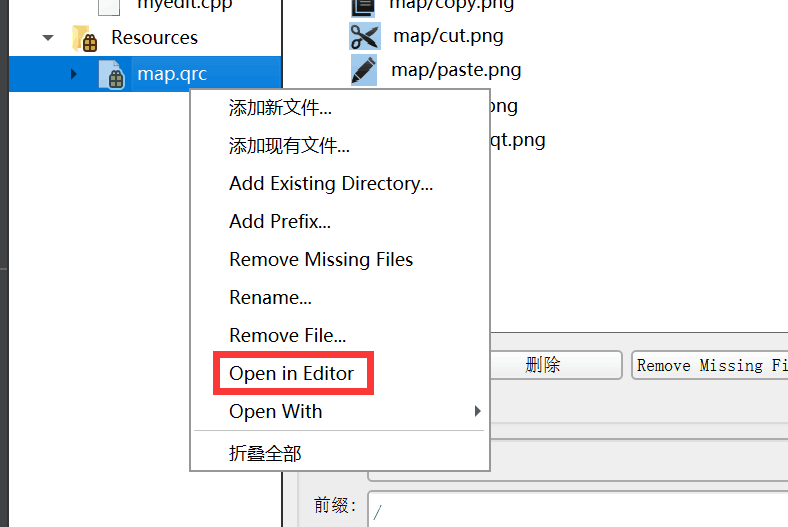 myedit.cpp
Resources
map.qrc
map/copy.png
map/cut.png
map/paste.png
png
qt.png
添加新文件...
添加现有文件...
Add Existing Directory...
Add Prefix...
Remove Missing Files
Rename...
Remove File...
Open in Editor
Open With
折叠全部
删除
Remove Missing Fi
前缀:
/